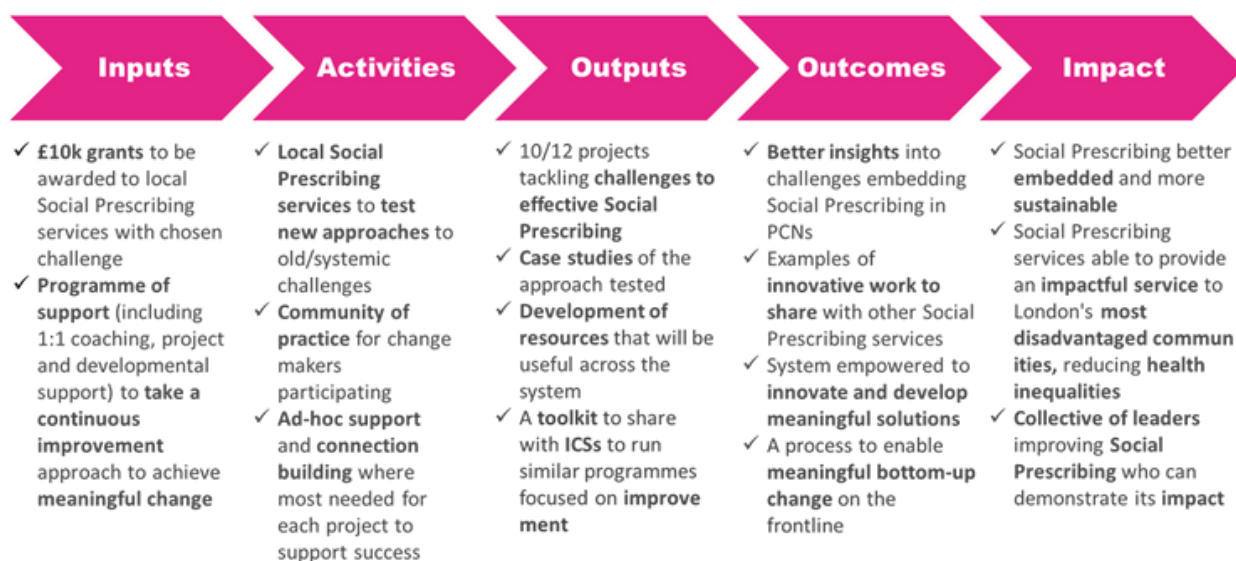 Inputs
Activities
Outputs
Outcomes
Impact
✓ £10k grants to be
awarded to local
Social Prescribing
services with chosen
challenge
✓ Programme of
support (including
1:1 coaching, project
and developmental
support) to take a
continuous
improvement
approach to achieve
meaningful change
✓ Local Social
Prescribing
services to test
new approaches to
old/systemic
challenges
✓ Community of
practice for change
makers
participating
✓ Ad-hoc support
and connection
building where
most needed for
each project to
support success
✓ 10/12 projects
tackling challenges to
effective Social
Prescribing
✓ Case studies of the
approach tested
✓ Development of
resources that will be
useful across the
system
✓ A toolkit to share
with ICSs to run
similar programmes
focused on improve
ment
✓ Better insights into
challenges embedding
Social Prescribing in
PCNs
✓ Examples of
innovative work to
share with other Social
Prescribing services
✓ System empowered to
innovate and develop
meaningful solutions
✓ A process to enable
meaningful bottom-up
change on the
frontline
✓ Social Prescribing better
embedded and more
sustainable
✓ Social Prescribing
services able to provide
an impactful service to
London's most
disadvantaged commun
ities, reducing health
inequalities
✓ Collective of leaders
improving Social
Prescribing who can
demonstrate its impact